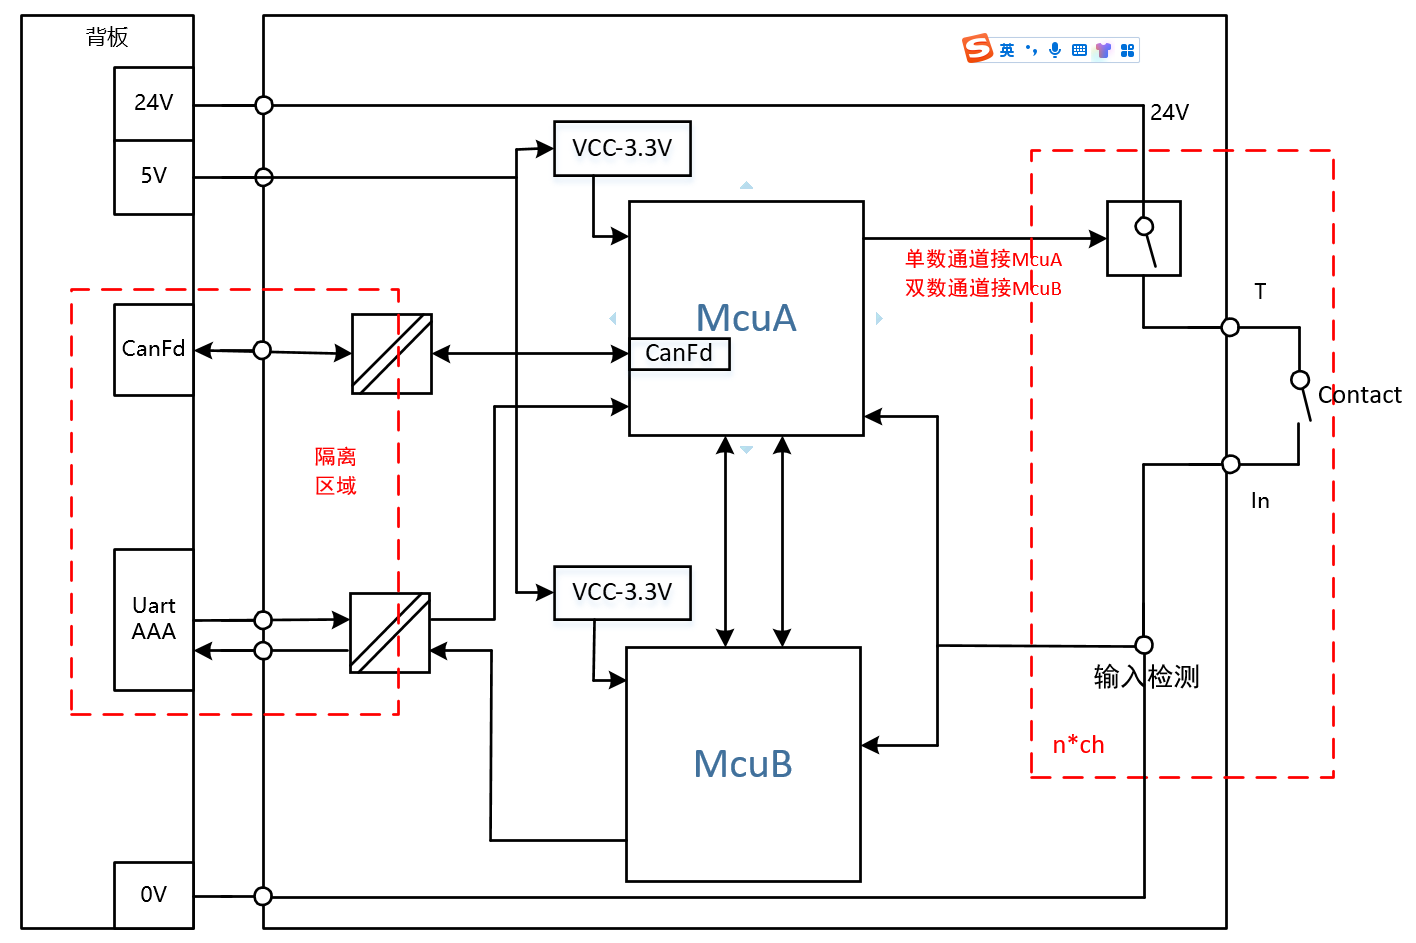 背板
英
24V
24V
VCC-3.3V
5V
单数通道接McuA
双数通道接McuB
T
McuA
CanFd
CanFd
Contact
隔离
区域
In
VCC-3.3V
Uart
AAA
输入检测
n*ch
McuB
0V